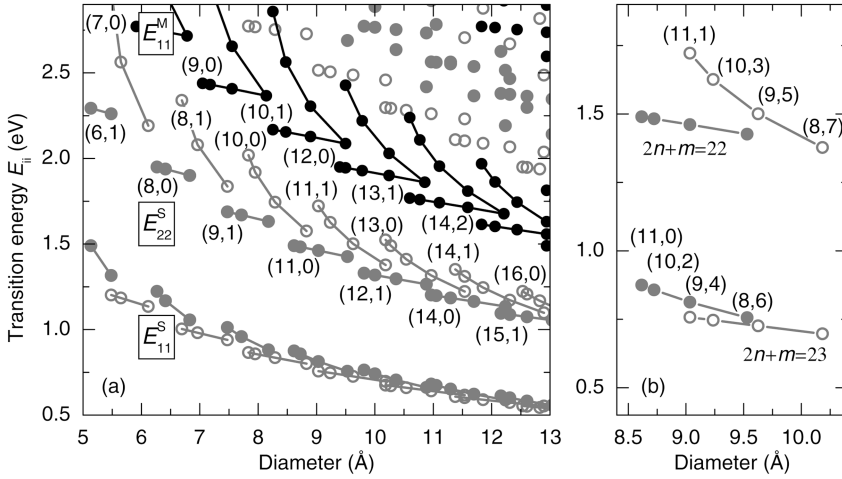 (7,0)
E^M_11
(9,0)
(10,1)
(6,1)
(8,1)
(10,0)
(12,0)
(8,0)
(11,1)
(13,1)
E^S_22
(9,1)
(13,0)
(14,2)
(11,0)
(14,1)
(12,1)
(16,0)
E^S_11
(14,0)
(15,1)
(a)
2.5
2.0
1.5
1.0
0.5
5 6 7 8 9 10 11 12 13
Diameter (Å)
Transition energy E_ii (eV)
(11,1)
(10,3)
(9,5)
(8,7)
2n+m=22
(11,0)
(10,2)
(9,4)
(8,6)
2n+m=23
(b)
1.5
1.0
0.5
8.5 9.0 9.5 10.0
Diameter (Å)